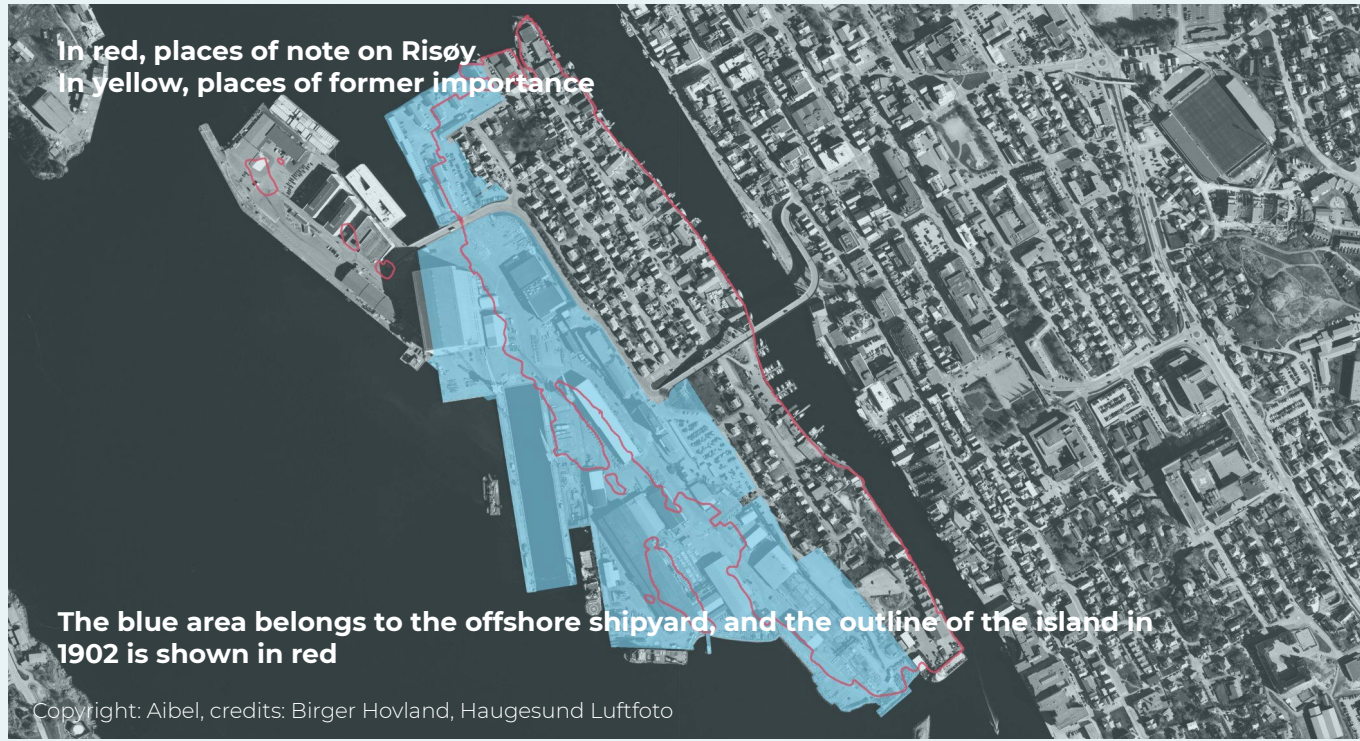 In red, places of note on Risøy
In yellow, places of former importance
The blue area belongs to the offshore shipyard, and the outline of the island in
1902 is shown in red
Copyright: Aibel, credits: Birger Hovland, Haugesund Luftfoto